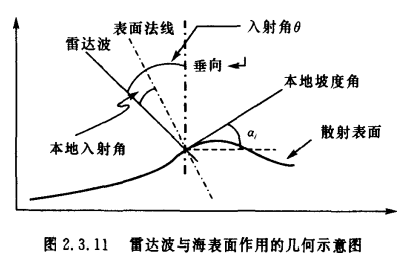 表面法线
入射角θ
雷达波
垂向
本地坡度角
本地入射角
αi
散射表面
图 2.3.11 雷达波与海表面作用的几何示意图